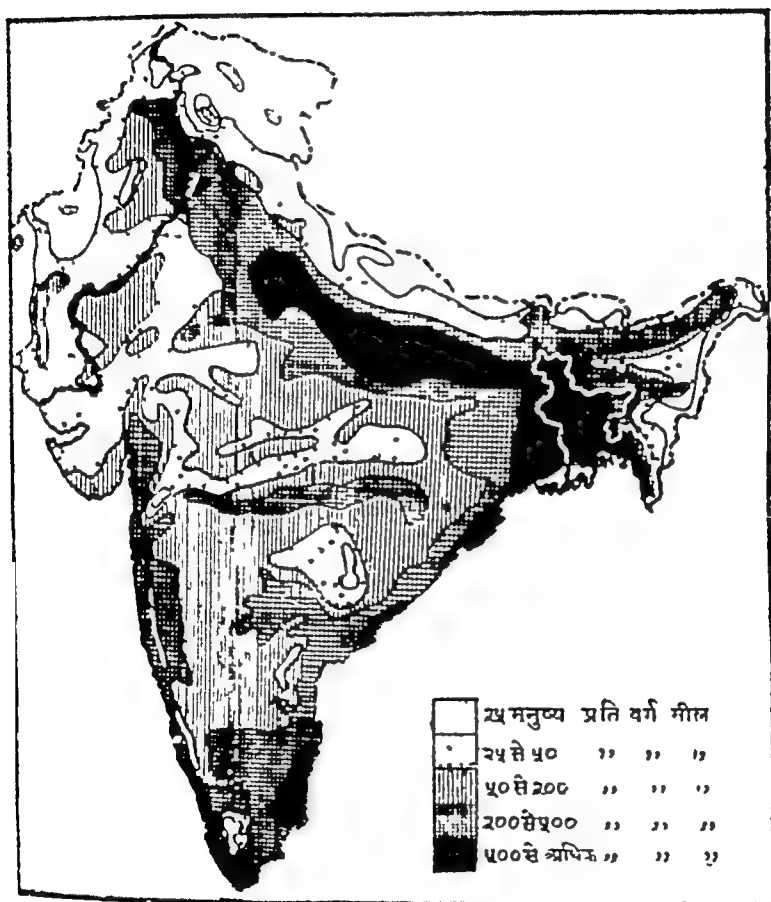 २५ मनुष्य प्रति वर्ग मील
२५ से ५० ” ” ”
५० से २०० ” ” ”
२०० से ५०० ” ” ”
५०० से अधिक ” ” ”